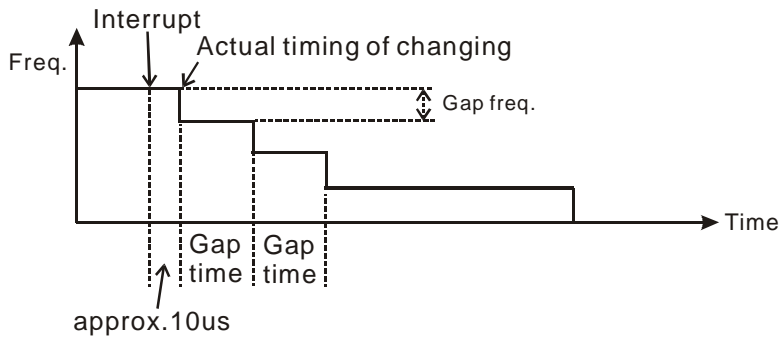 Interrupt
Actual timing of changing
Freq.
Gap freq.
Time
Gap
time
Gap
time
approx.10us